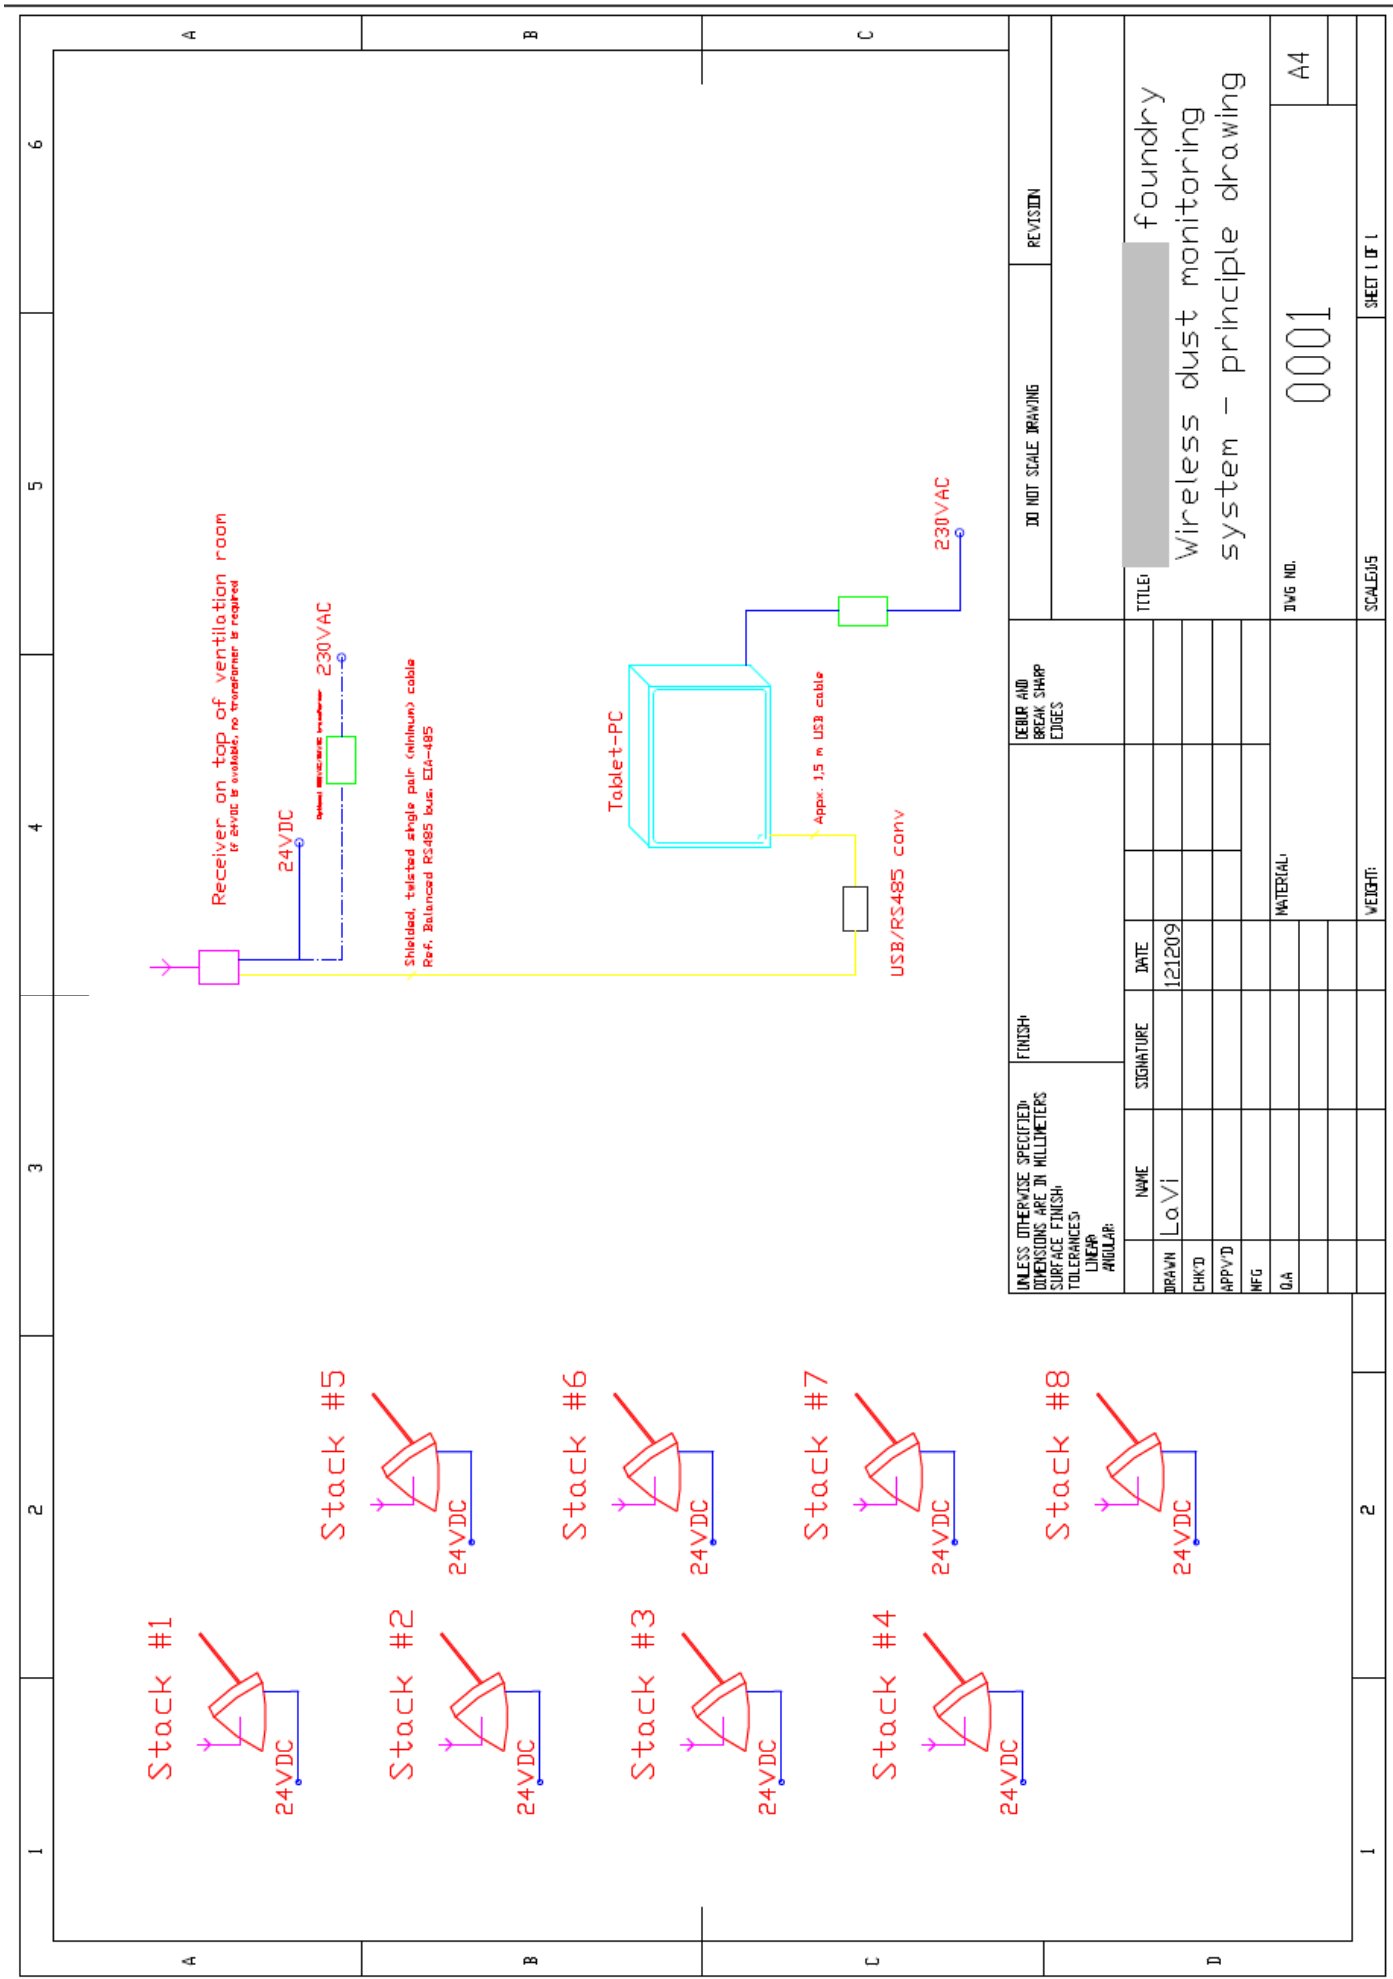 1
2
3
4
5
6
A
B
C
A
B
C
D
1
2
Stack #1
24VDC
Stack #2
24VDC
Stack #3
24VDC
Stack #4
24VDC
Stack #5
24VDC
Stack #6
24VDC
Stack #7
24VDC
Stack #8
24VDC
Receiver on top of ventilation room
If 24VDC is available, no transformer is required
24VDC
230VAC
Shielded, twisted single pair (minimum) cable
Ref. Balanced RS485 bus. EIA-485
Tablet-PC
Appx. 1,5 m USB cable
USB/RS485 conv
230VAC
UNLESS OTHERWISE SPECIFIED:
DIMENSIONS ARE IN MILLIMETERS
SURFACE FINISH:
TOLERANCES:
LINEAR:
ANGULAR:
FINISH:
DEBUR AND
BREAK SHARP
EDGES
DO NOT SCALE DRAWING
REVISION
NAME
SIGNATURE
DATE
DRAWN
LaVi
121209
CHK'D
APPV'D
MFG
Q.A
MATERIAL:
WEIGHT:
TITLE:
foundry
Wireless dust monitoring
system - principle drawing
DWG NO.
0001
A4
SCALE:1:5
SHEET 1 OF 1